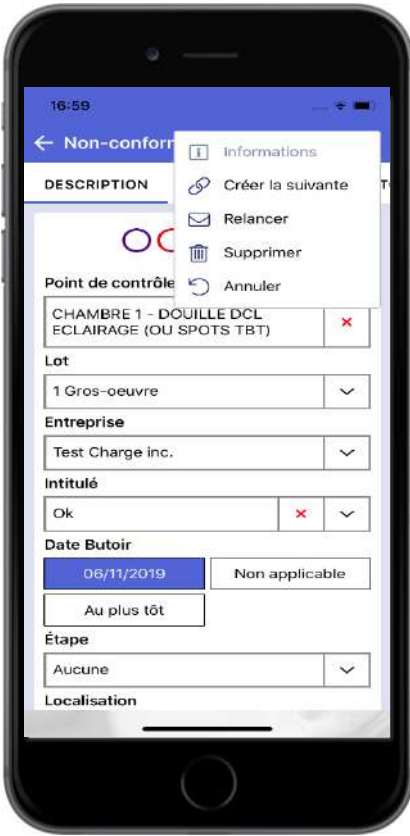 16:59
Non-conform
Informations
Créer la suivante
Relancer
Supprimer
Annuler
DESCRIPTION
Point de contrôle
CHAMBRE 1 - DOUILLE DCL
ECLAIRAGE (OU SPOTS TBT)
Lot
1 Gros-oeuvre
Entreprise
Test Charge inc.
Intitulé
Ok
Date Butoir
06/11/2019 Non applicable
Au plus tôt
Étape
Aucune
Localisation